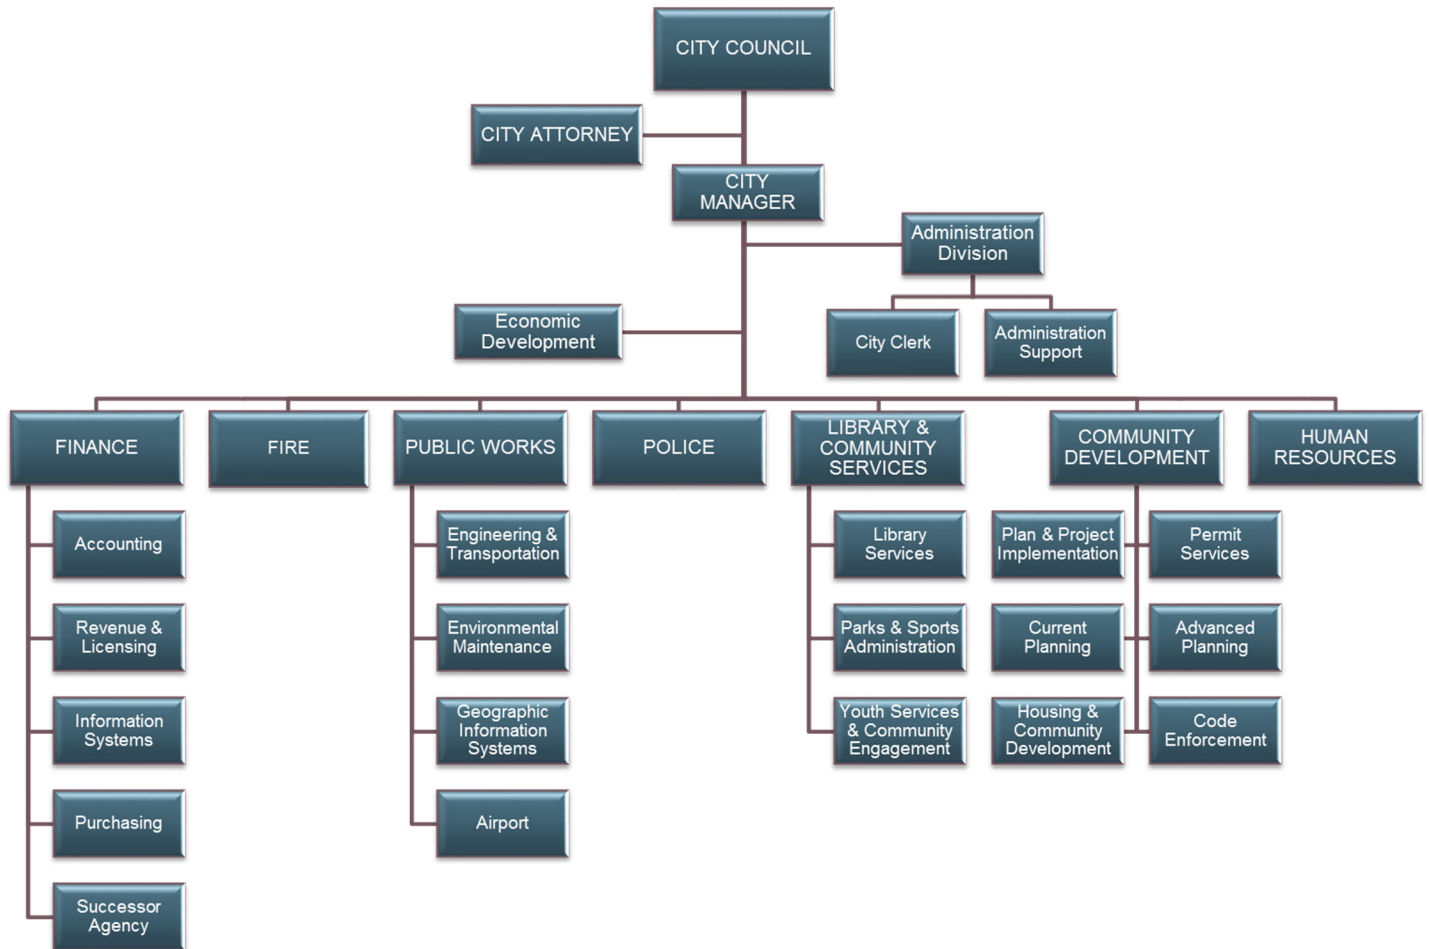 CITY COUNCIL
CITY ATTORNEY
CITY
MANAGER
Administration
Division
Economic
Development
City Clerk
Administration
Support
FINANCE
FIRE
PUBLIC WORKS
POLICE
LIBRARY &
COMMUNITY
SERVICES
COMMUNITY
DEVELOPMENT
HUMAN
RESOURCES
Accounting
Revenue &
Licensing
Information
Systems
Purchasing
Successor
Agency
Engineering &
Transportation
Environmental
Maintenance
Geographic
Information
Systems
Airport
Library
Services
Parks & Sports
Administration
Youth Services
& Community
Engagement
Plan & Project
Implementation
Permit
Services
Current
Planning
Advanced
Planning
Housing &
Community
Development
Code
Enforcement